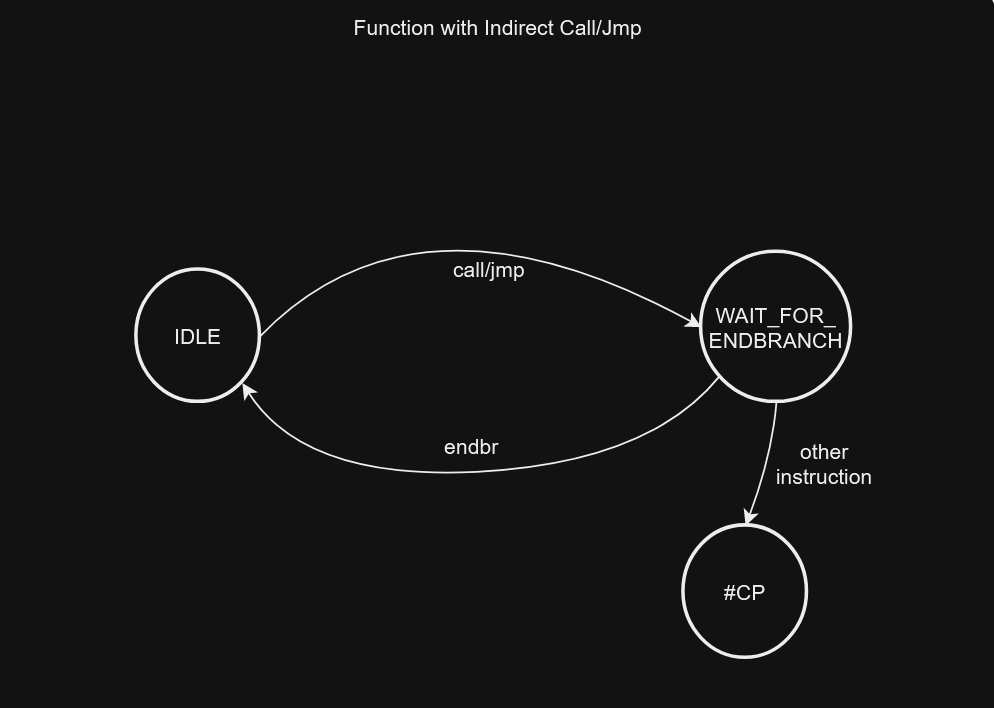 Function with Indirect Call/Jmp
call/jmp
IDLE
WAIT_FOR_
ENDBRANCH
endbr
other
instruction
#CP